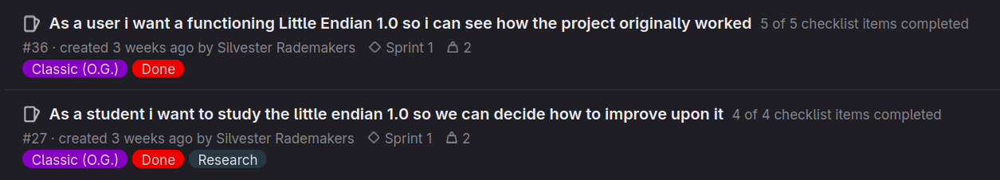 As a user i want a functioning Little Endian 1.0 so i can see how the project originally worked 5 of 5 checklist items completed
#36 · created 3 weeks ago by Silvester Rademakers Sprint 1 2
Classic (O.G.) Done
As a student i want to study the little endian 1.0 so we can decide how to improve upon it 4 of 4 checklist items completed
#27 · created 3 weeks ago by Silvester Rademakers Sprint 1 2
Classic (O.G.) Done Research